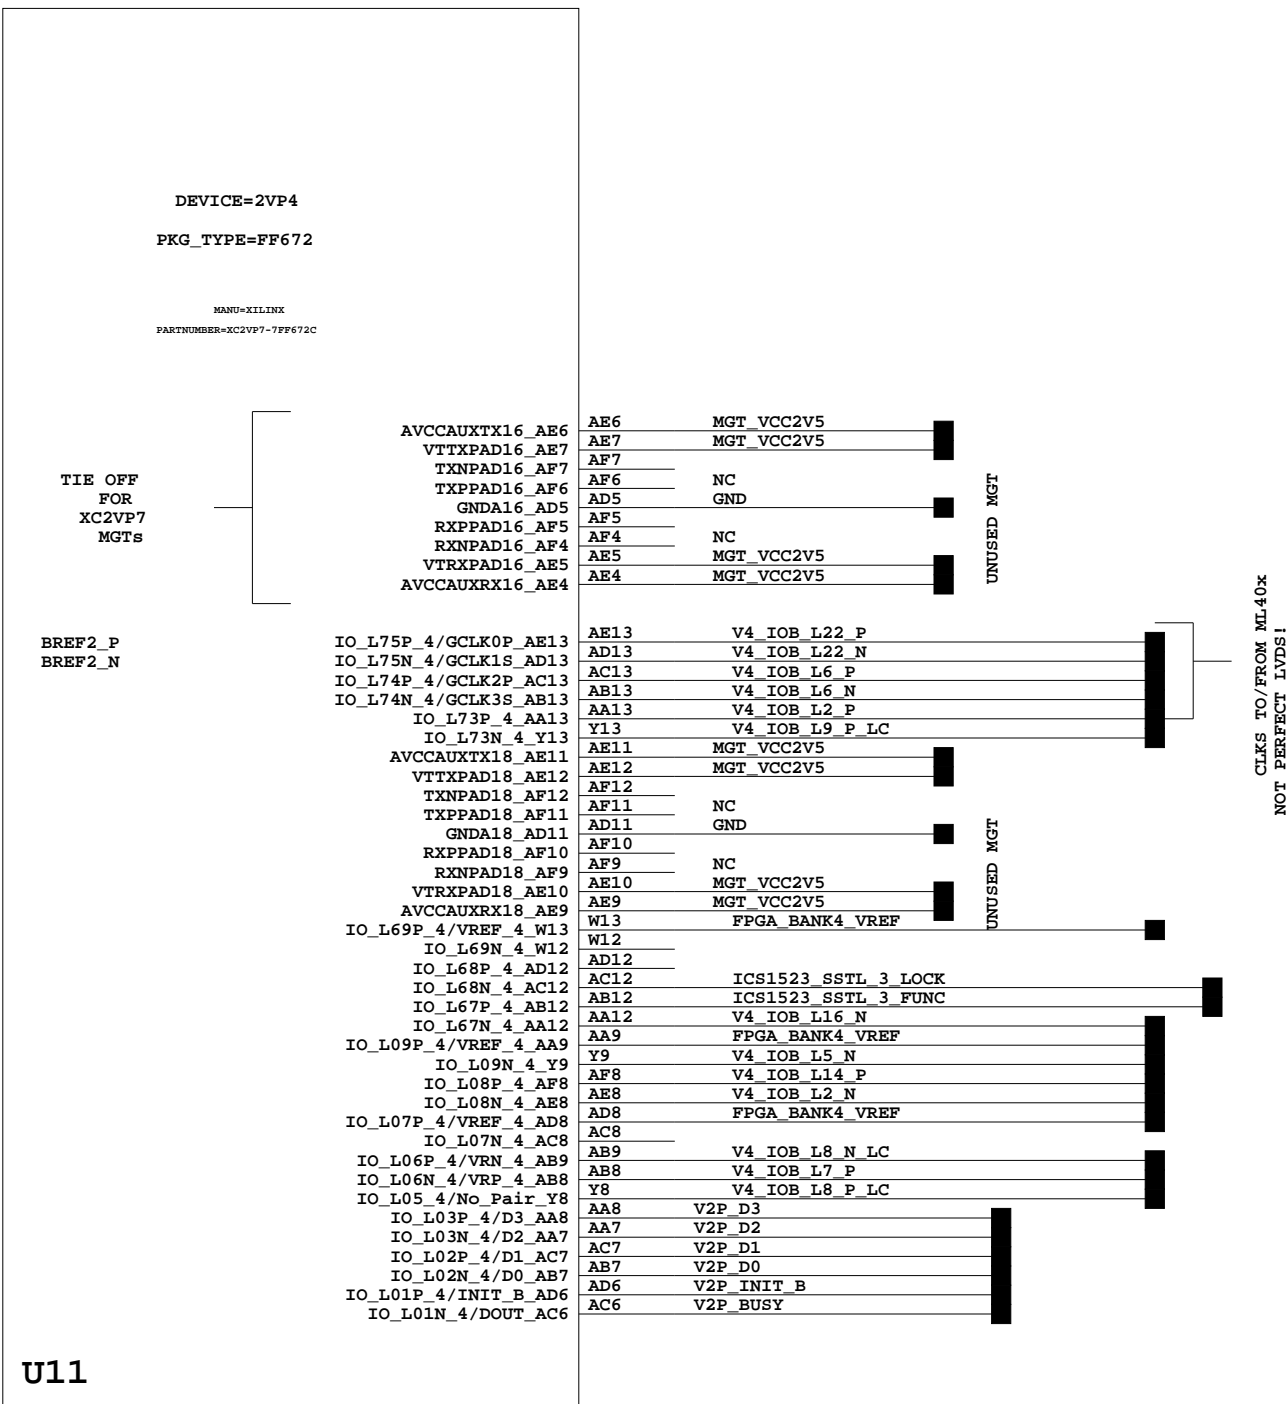 DEVICE=2VP4
PKG_TYPE=FF672
MANU=XILINX
PARTNUMBER=XC2VP7-7FF672C
TIE OFF
FOR
XC2VP7
MGTs
AVCCAUXTX16_AE6 AE6 MGT_VCC2V5
VTTXPAD16_AE7 AE7 MGT_VCC2V5
TXNPAD16_AF7 AF7
TXPPAD16_AF6 AF6 NC
GNDA16_AD5 AD5 GND
RXPPAD16_AF5 AF5
RXNPAD16_AF4 AF4 NC
VTRXPAD16_AE5 AE5 MGT_VCC2V5
AVCCAUXRX16_AE4 AE4 MGT_VCC2V5
UNUSED MGT
BREF2_P
BREF2_N
IO_L75P_4/GCLK0P_AE13 AE13 V4_IOB_L22_P
IO_L75N_4/GCLK1S_AD13 AD13 V4_IOB_L22_N
IO_L74P_4/GCLK2P_AC13 AC13 V4_IOB_L6_P
IO_L74N_4/GCLK3S_AB13 AB13 V4_IOB_L6_N
IO_L73P_4_AA13 AA13 V4_IOB_L2_P
IO_L73N_4_Y13 Y13 V4_IOB_L9_P_LC
CLKS TO/FROM ML40x
NOT PERFECT LVDS!
AVCCAUXTX18_AE11 AE11 MGT_VCC2V5
VTTXPAD18_AE12 AE12 MGT_VCC2V5
TXNPAD18_AF12 AF12
TXPPAD18_AF11 AF11 NC
GNDA18_AD11 AD11 GND
RXPPAD18_AF10 AF10
RXNPAD18_AF9 AF9 NC
VTRXPAD18_AE10 AE10 MGT_VCC2V5
AVCCAUXRX18_AE9 AE9 MGT_VCC2V5
UNUSED MGT
IO_L69P_4/VREF_4_W13 W13 FPGA_BANK4_VREF
IO_L69N_4_W12 W12
IO_L68P_4_AD12 AD12
IO_L68N_4_AC12 AC12 ICS1523_SSTL_3_LOCK
IO_L67P_4_AB12 AB12 ICS1523_SSTL_3_FUNC
IO_L67N_4_AA12 AA12 V4_IOB_L16_N
IO_L09P_4/VREF_4_AA9 AA9 FPGA_BANK4_VREF
IO_L09N_4_Y9 Y9 V4_IOB_L5_N
IO_L08P_4_AF8 AF8 V4_IOB_L14_P
IO_L08N_4_AE8 AE8 V4_IOB_L2_N
IO_L07P_4/VREF_4_AD8 AD8 FPGA_BANK4_VREF
IO_L07N_4_AC8 AC8
IO_L06P_4/VRN_4_AB9 AB9 V4_IOB_L8_N_LC
IO_L06N_4/VRP_4_AB8 AB8 V4_IOB_L7_P
IO_L05_4/No_Pair_Y8 Y8 V4_IOB_L8_P_LC
IO_L03P_4/D3_AA8 AA8 V2P_D3
IO_L03N_4/D2_AA7 AA7 V2P_D2
IO_L02P_4/D1_AC7 AC7 V2P_D1
IO_L02N_4/D0_AB7 AB7 V2P_D0
IO_L01P_4/INIT_B_AD6 AD6 V2P_INIT_B
IO_L01N_4/DOUT_AC6 AC6 V2P_BUSY
U11